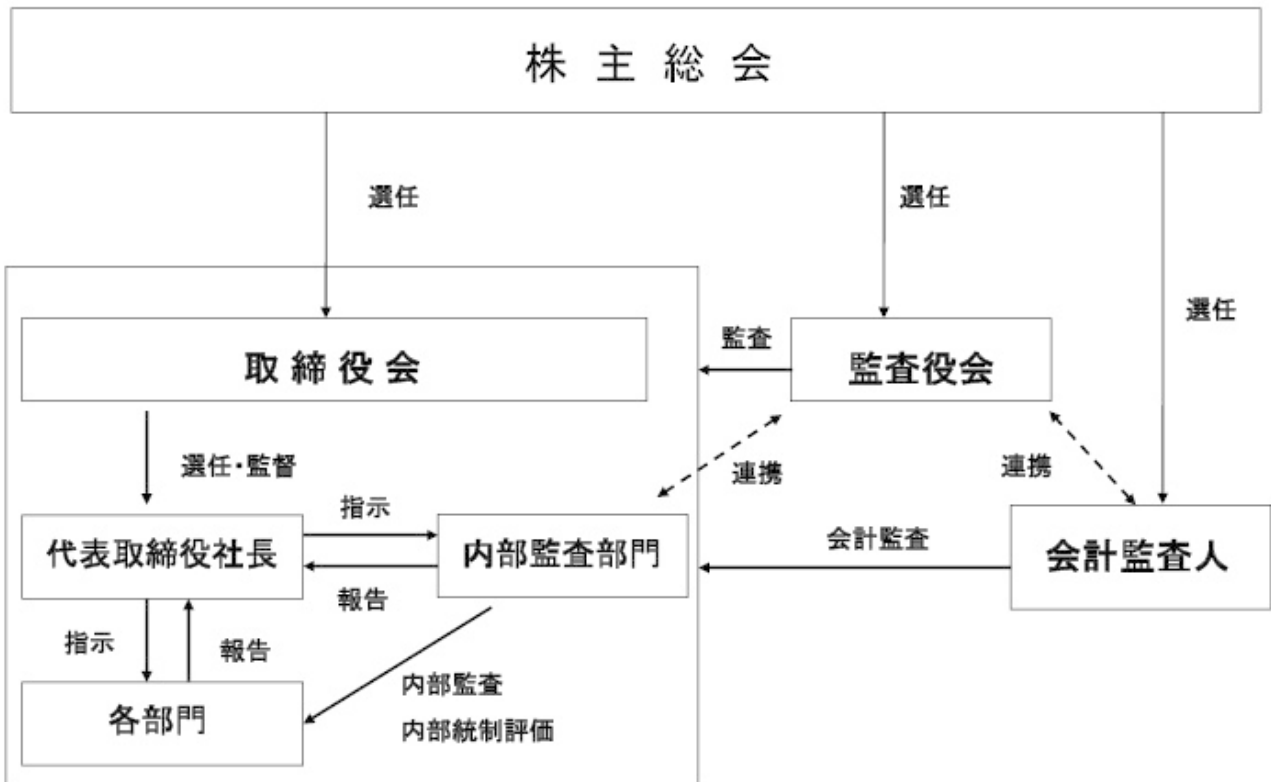 株主総会
選任
選任
選任
取締役会
監査
監査役会
選任・監督
連携
連携
指示
代表取締役社長
内部監査部門
会計監査
会計監査人
報告
指示
報告
各部門
内部監査
内部統制評価